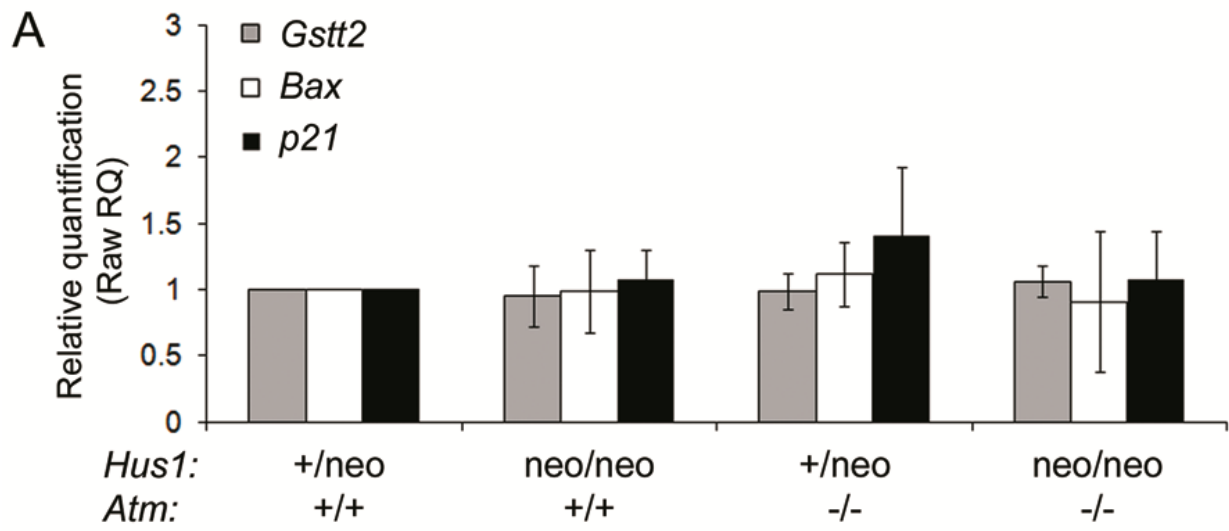 A
Relative quantification
(Raw RQ)
3
2.5
2
1.5
1
0.5
0
Gstt2
Bax
p21
Hus1: +/neo neo/neo +/neo neo/neo
Atm: +/+ +/+ -/- -/-